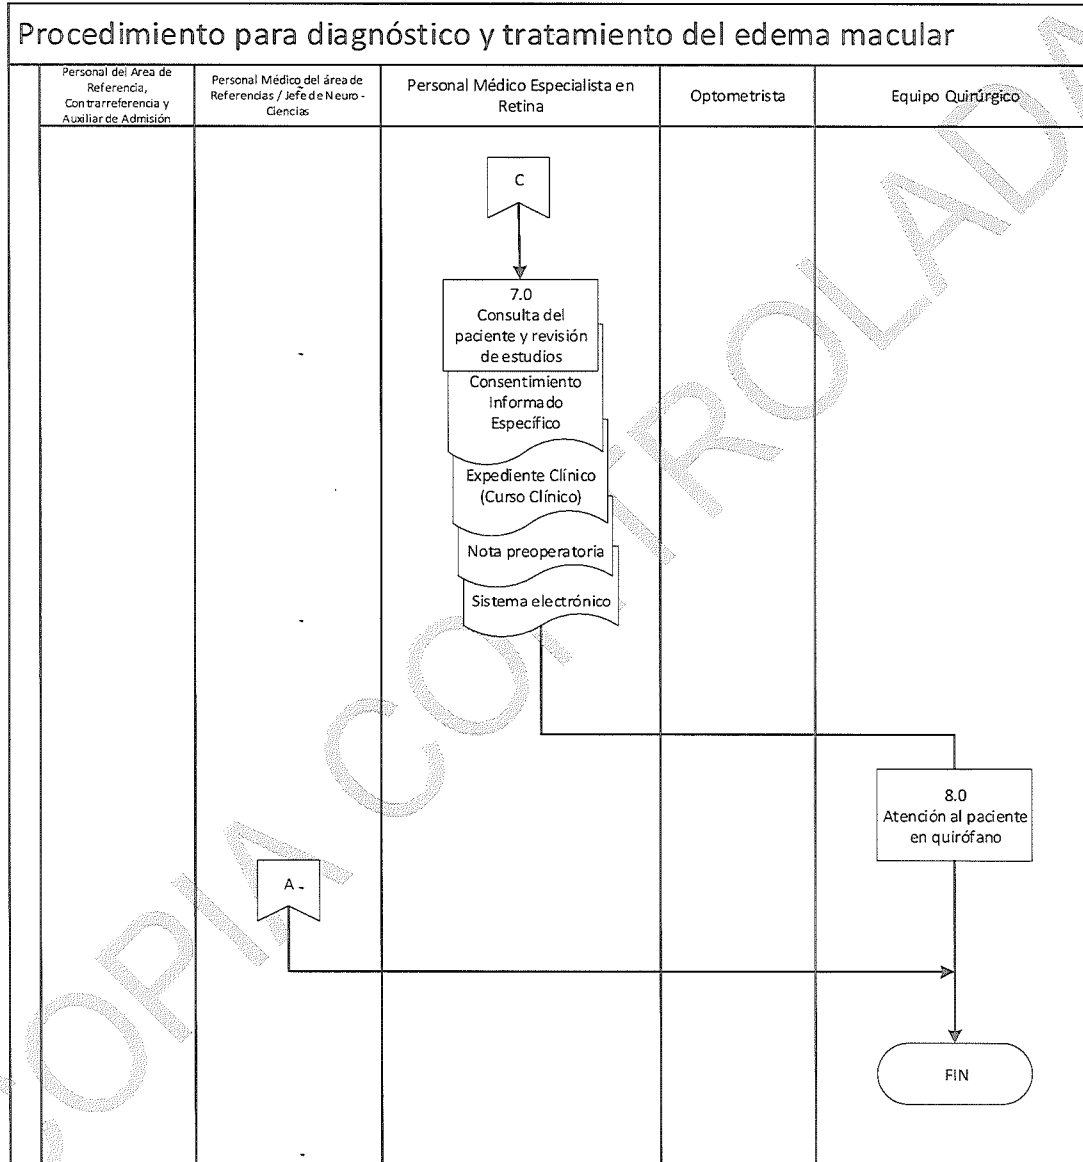 Procedimiento para diagnóstico y tratamiento del edema macular
Personal del Area de
Referencia,
Contrarreferencia y
Auxiliar de Admisión
Personal Médico del área de
Referencias / Jefe de Neuro -
Ciencias
Personal Médico Especialista en
Retina
Optometrista
Equipo Quirúrgico
C
7.0
Consulta del
paciente y revisión
de estudios
Consentimiento
Informado
Específico
Expediente Clínico
(Curso Clínico)
Nota preoperatoria
Sistema electrónico
8.0
Atención al paciente
en quirófano
A
FIN
COPIA CONTROLADA